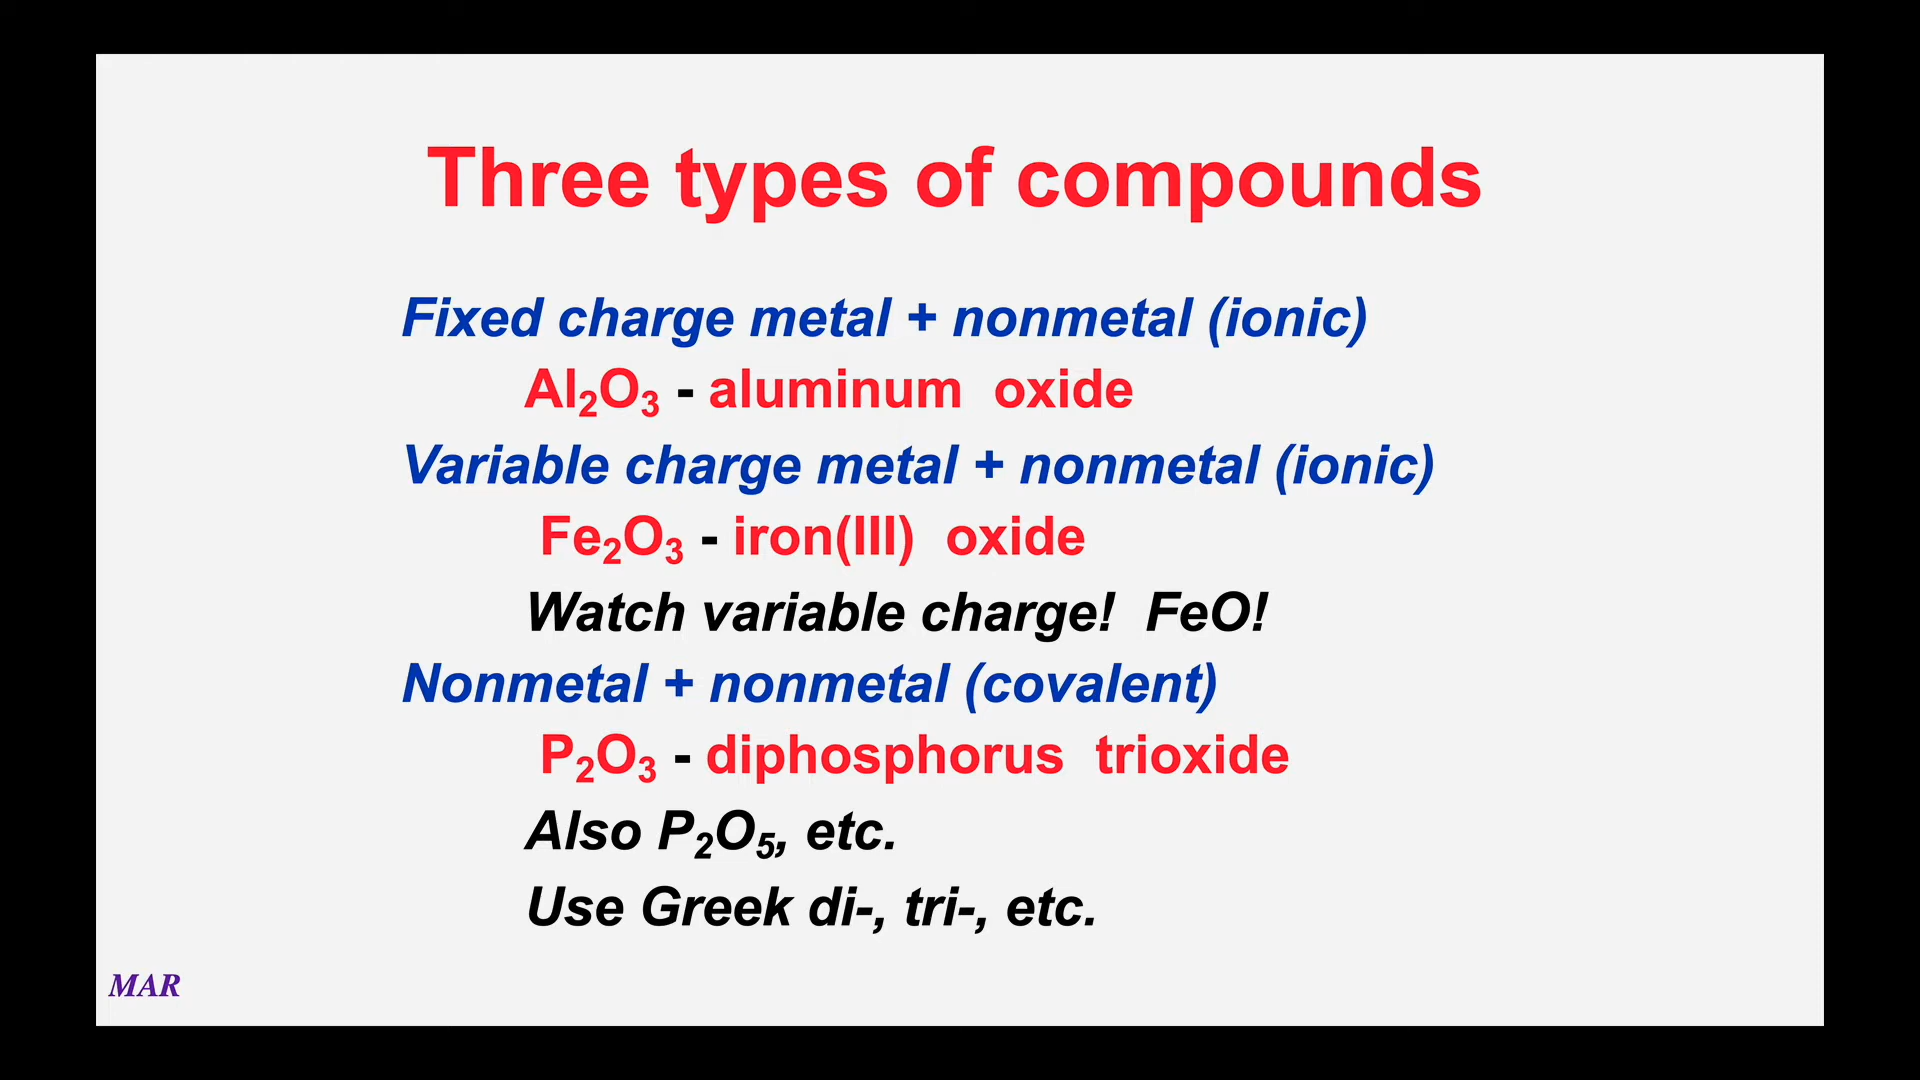 Three types of compounds
Fixed charge metal + nonmetal (ionic)
Al₂O₃ - aluminum oxide
Variable charge metal + nonmetal (ionic)
Fe₂O₃ - iron(III) oxide
Watch variable charge! FeO!
Nonmetal + nonmetal (covalent)
P₂O₃ - diphosphorus trioxide
Also P₂O₅, etc.
Use Greek di-, tri-, etc.
MAR